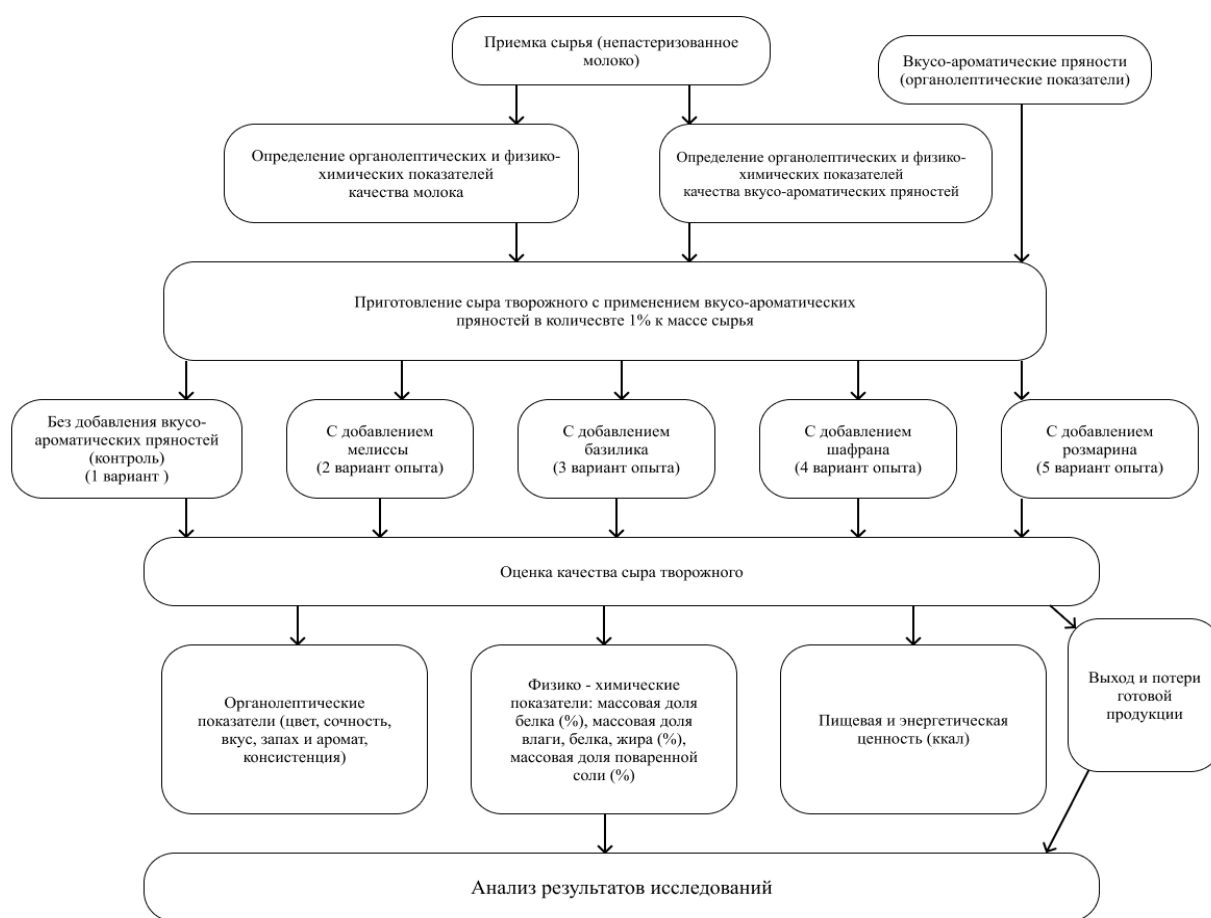 Приемка сырья (непастеризованное
молоко)
Вкусо-ароматические пряности
(органолептические показатели)
Определение органолептических и физико-
химических показателей
качества молока
Определение органолептических и физико-
химических показателей
качества вкусо-ароматических пряностей
Приготовление сыра творожного с применением вкусо-ароматических
пряностей в количесвте 1% к массе сырья
Без добавления вкусо-
ароматических пряностей
(контроль)
(1 вариант )
С добавлением
мелиссы
(2 вариант опыта)
С добавлением
базилика
(3 вариант опыта)
С добавлением
шафрана
(4 вариант опыта)
С добавлением
розмарина
(5 вариант опыта)
Оценка качества сыра творожного
Органолептические
показатели (цвет, сочность,
вкус, запах и аромат,
консистенция)
Физико - химические
показатели: массовая доля
белка (%), массовая доля
влаги, белка, жира (%),
массовая доля поваренной
соли (%)
Пищевая и энергетическая
ценность (ккал)
Выход и потери
готовой
продукции
Анализ результатов исследований